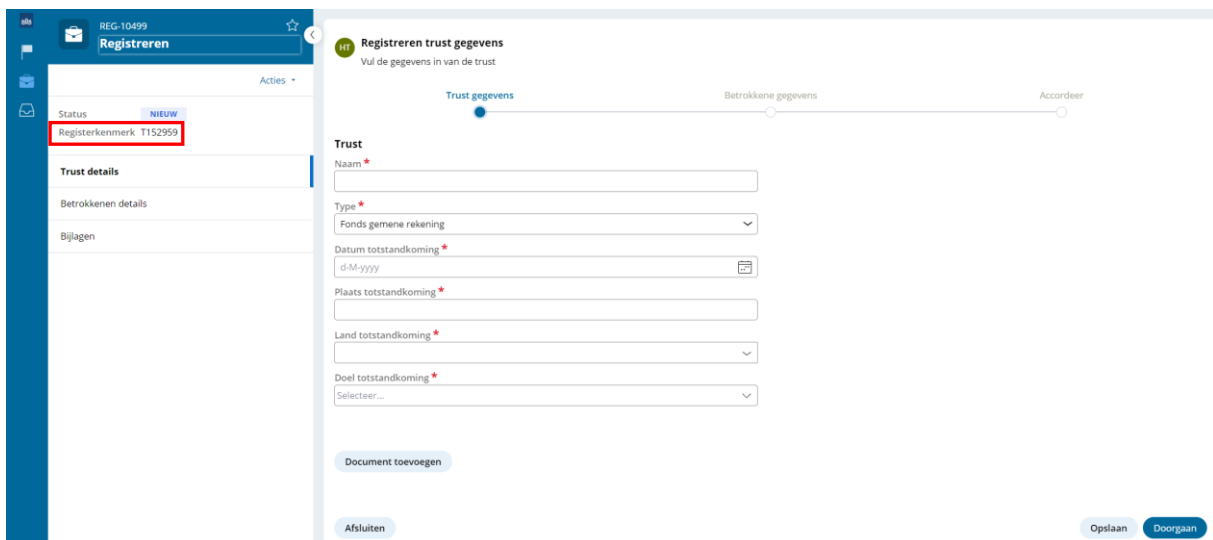 REG-10499
Registreren
Acties
Status NIEUW
Registerkenmerk T152959
Trust details
Betrokkenen details
Bijlagen
HT
Registreren trust gegevens
Vul de gegevens in van de trust
Trust gegevens Betrokkene gegevens Accordeer
Trust
Naam *
Type *
Fonds gemene rekening
Datum totstandkoming *
d-M-yyyy
Plaats totstandkoming *
Land totstandkoming *
Doel totstandkoming *
Selecteer...
Document toevoegen
Afsluiten Opslaan Doorgaan